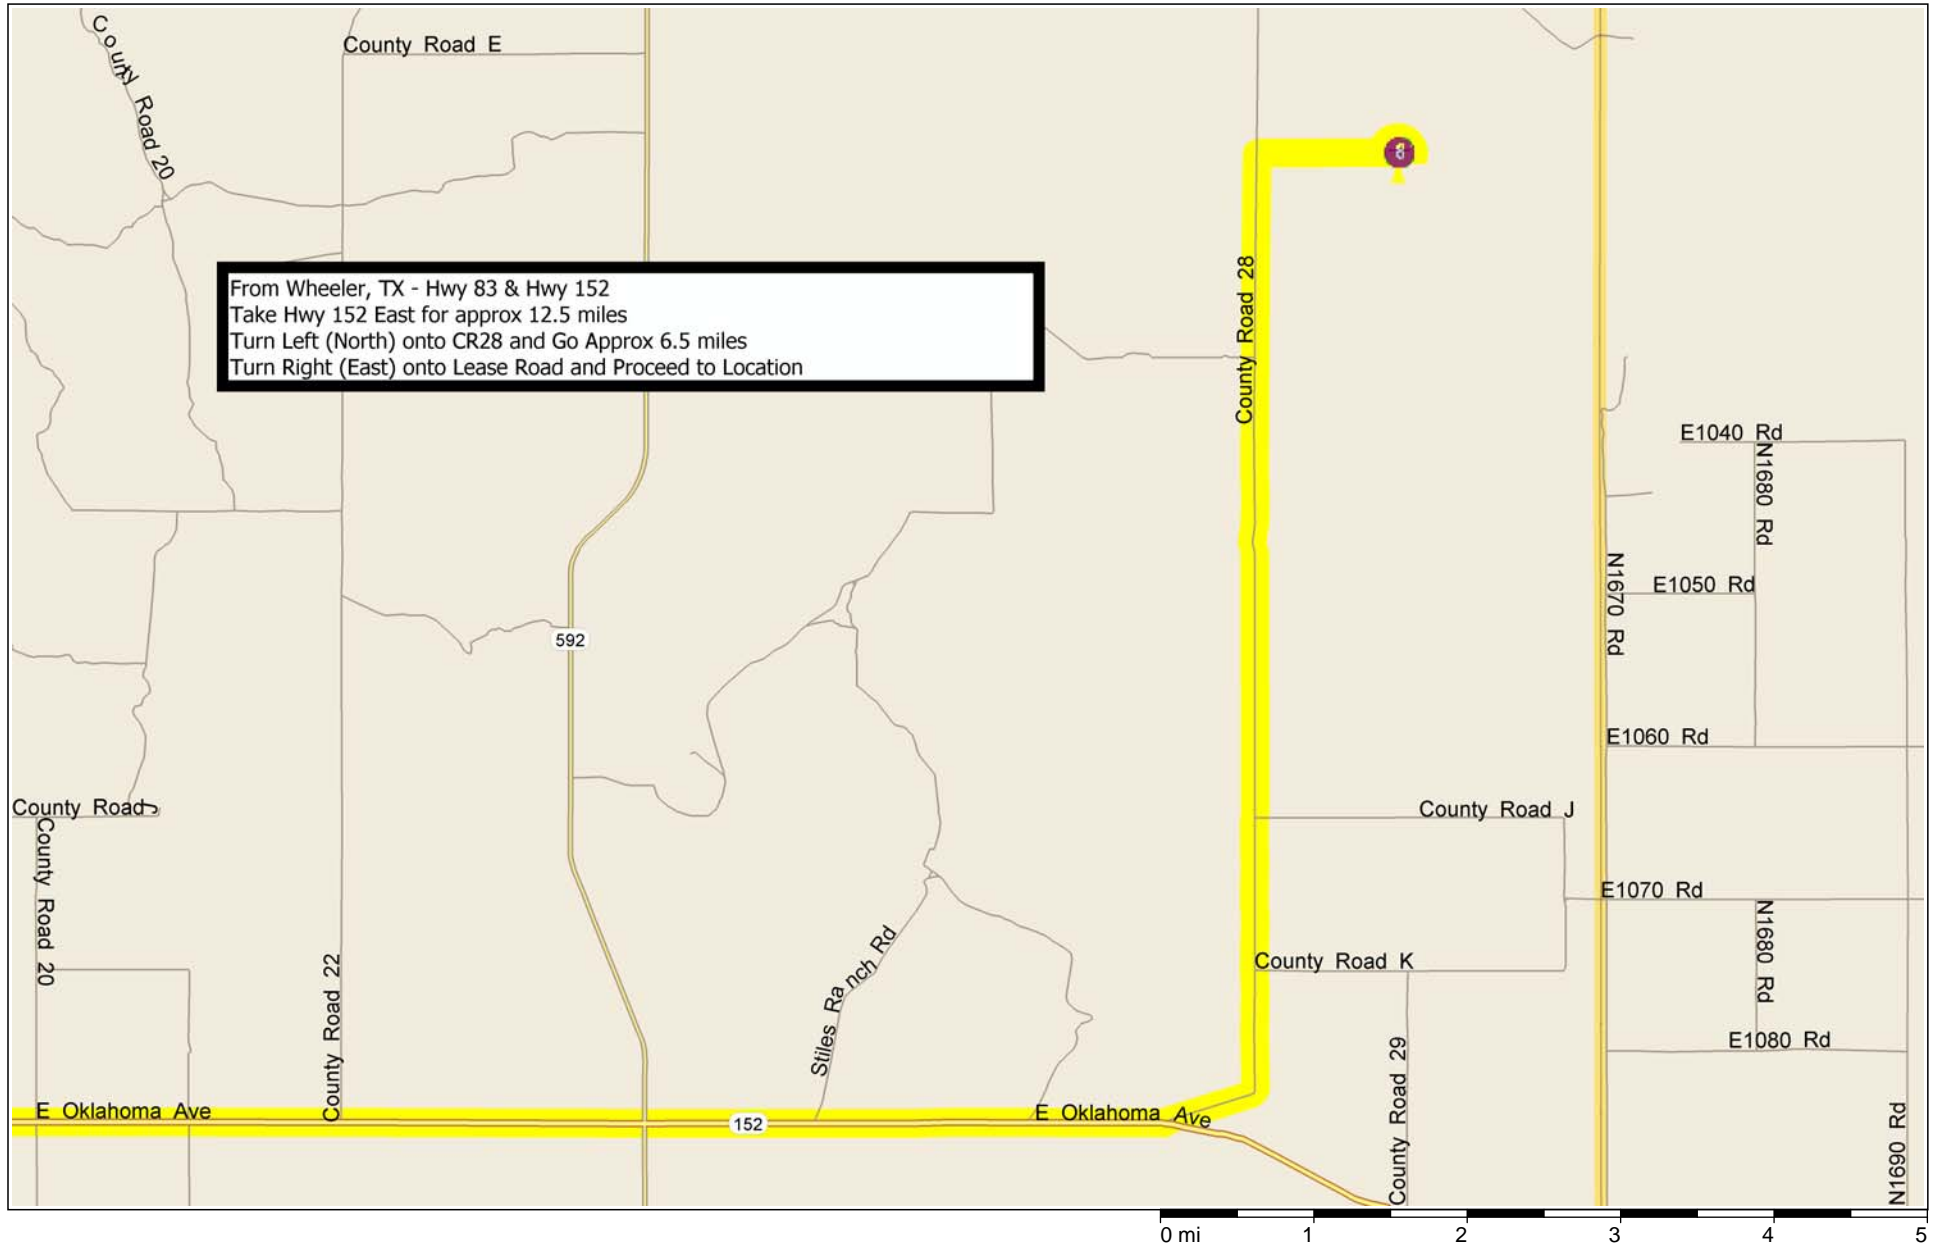 County Road 20
County Road E
From Wheeler, TX - Hwy 83 & Hwy 152
Take Hwy 152 East for approx 12.5 miles
Turn Left (North) onto CR28 and Go Approx 6.5 miles
Turn Right (East) onto Lease Road and Proceed to Location
County Road 28
E1040 Rd
N1680 Rd
N1670 Rd
E1050 Rd
592
E1060 Rd
County Road J
County Road J
County Road 20
E1070 Rd
N1680 Rd
County Road 22
Stiles Ranch Rd
County Road K
County Road 29
E1080 Rd
E Oklahoma Ave
152
E Oklahoma Ave
N1690 Rd
0 mi 1 2 3 4 5